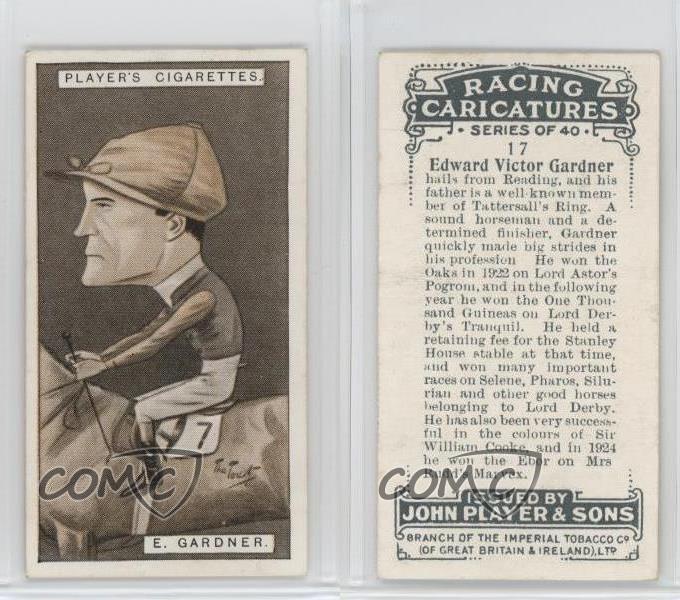 PLAYER'S CIGARETTES.
7
The Tout
E. GARDNER.
COMC
RACING
CARICATURES
SERIES OF 40
17
Edward Victor Gardner
hails from Reading, and his
father is a well-known mem-
ber of Tattersall's Ring. A
sound horseman and a de-
termined finisher, Gardner
quickly made big strides in
his profession He won the
Oaks in 1922 on Lord Astor's
Pogrom, and in the following
year he won the One Thou-
sand Guineas on Lord Der-
by's Tranquil. He held a
retaining fee for the Stanley
House stable at that time,
and won many important
races on Selene, Pharos, Silu-
rian and other good horses
belonging to Lord Derby.
He has also been very success-
ful in the colours of Sir
William Cooke, and in 1924
he won the Ebor on Mrs
Marvex.
COMC
ISSUED BY
JOHN PLAYER & SONS
BRANCH OF THE IMPERIAL TOBACCO Co
(OF GREAT BRITAIN & IRELAND), LTD